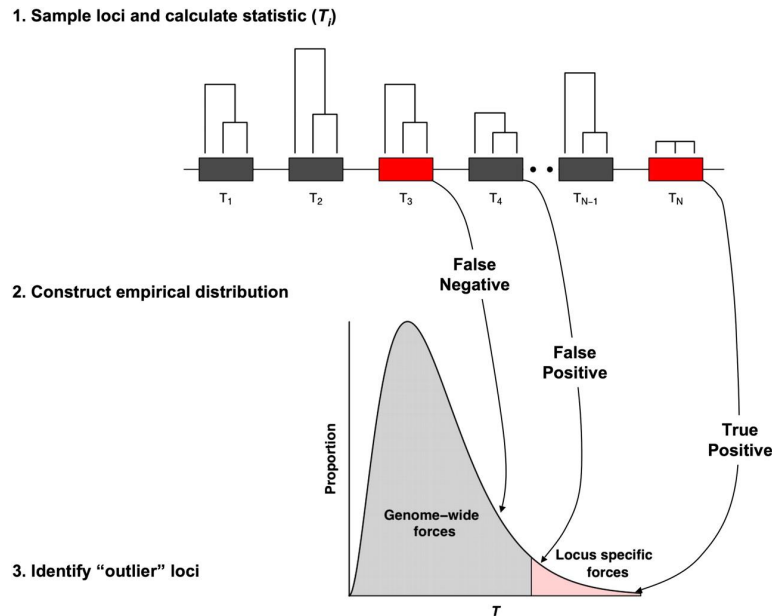 1. Sample loci and calculate statistic (Ti)
T1
T2
T3
T4
TN−1
TN
False
Negative
2. Construct empirical distribution
False
Positive
True
Positive
Proportion
Genome−wide
forces
Locus specific
forces
3. Identify “outlier” loci
T